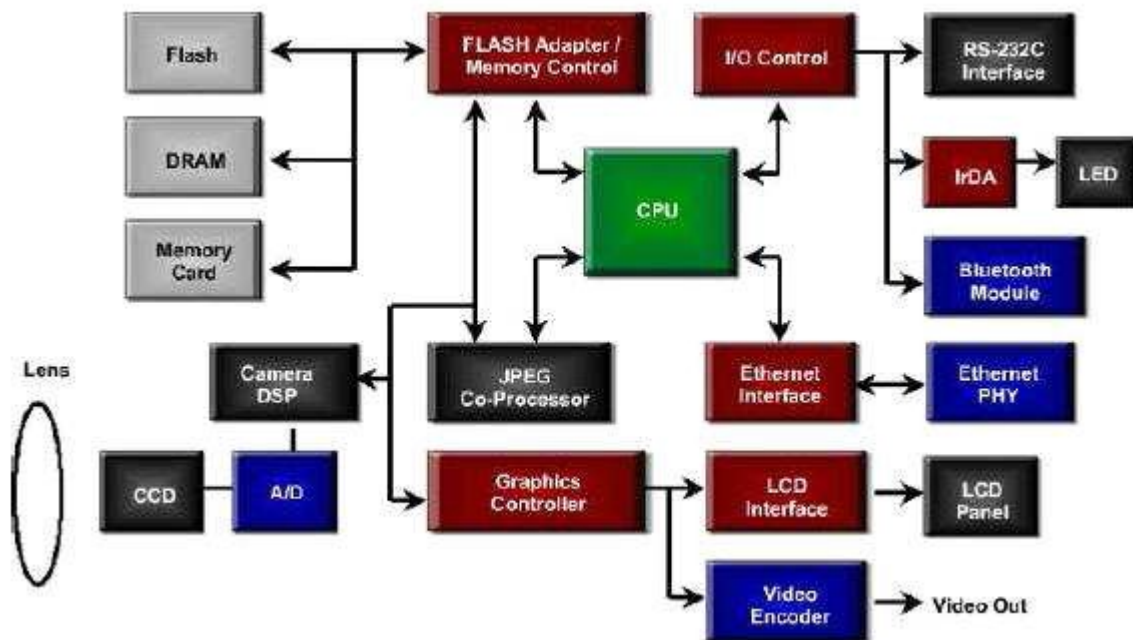 Flash
FLASH Adapter /
Memory Control
I/O Control
RS-232C
Interface
DRAM
CPU
IrDA
LED
Memory
Card
Bluetooth
Module
Lens
Camera
DSP
JPEG
Co-Processor
Ethernet
Interface
Ethernet
PHY
CCD
A/D
Graphics
Controller
LCD
Interface
LCD
Panel
Video
Encoder
Video Out